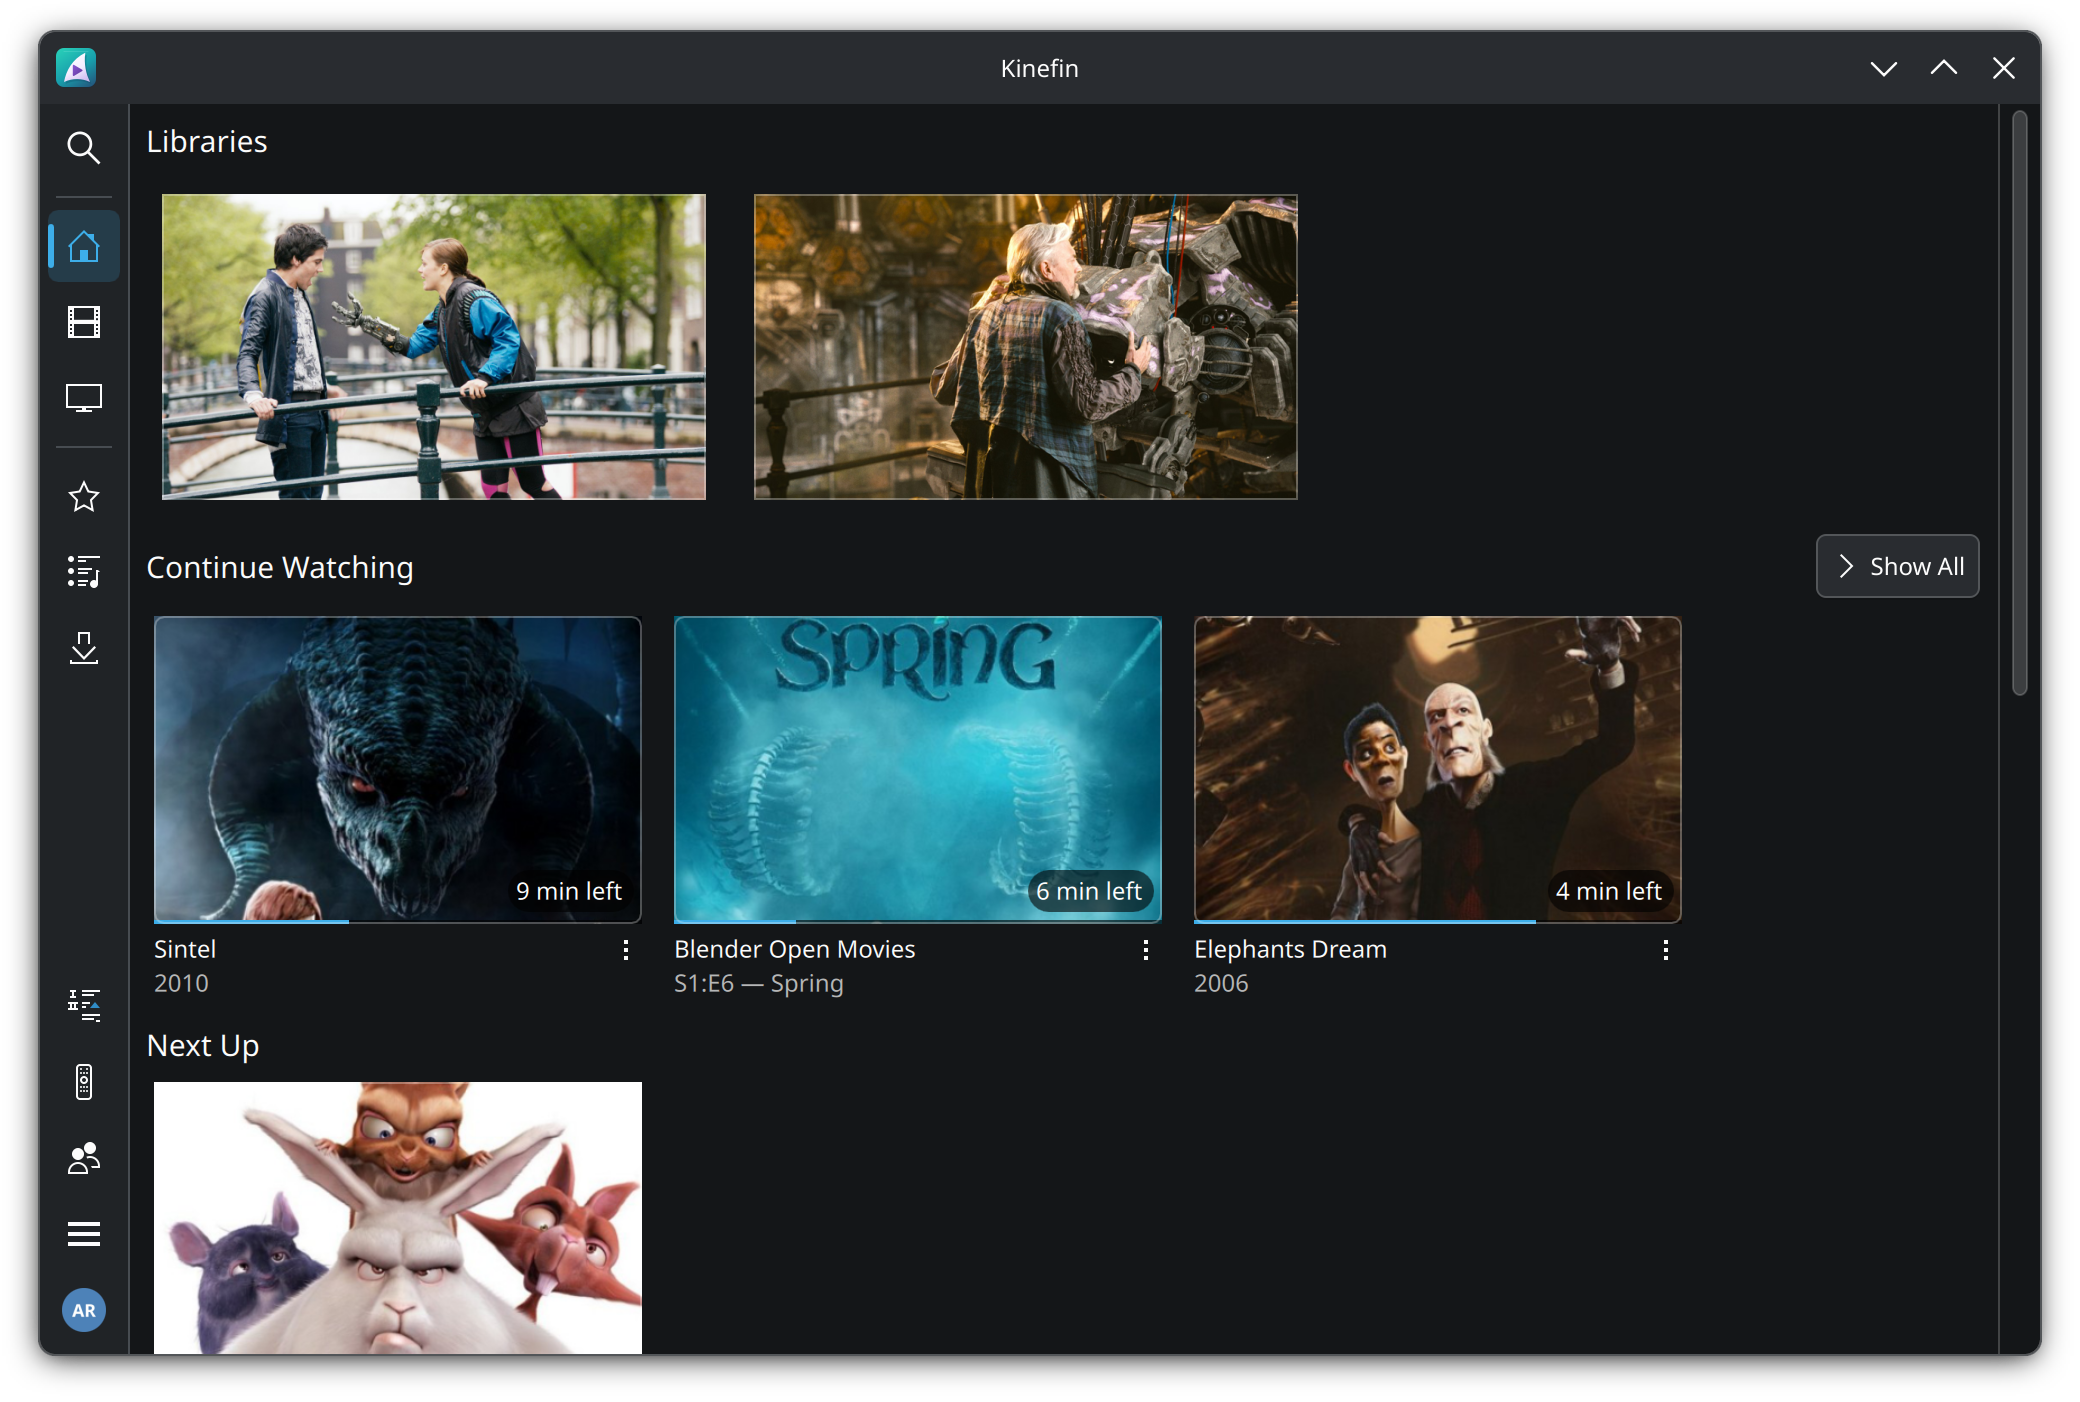 Kinefin
Libraries
Continue Watching
Show All
SPRING
9 min left
6 min left
4 min left
Sintel
2010
Blender Open Movies
S1:E6 — Spring
Elephants Dream
2006
Next Up
AR